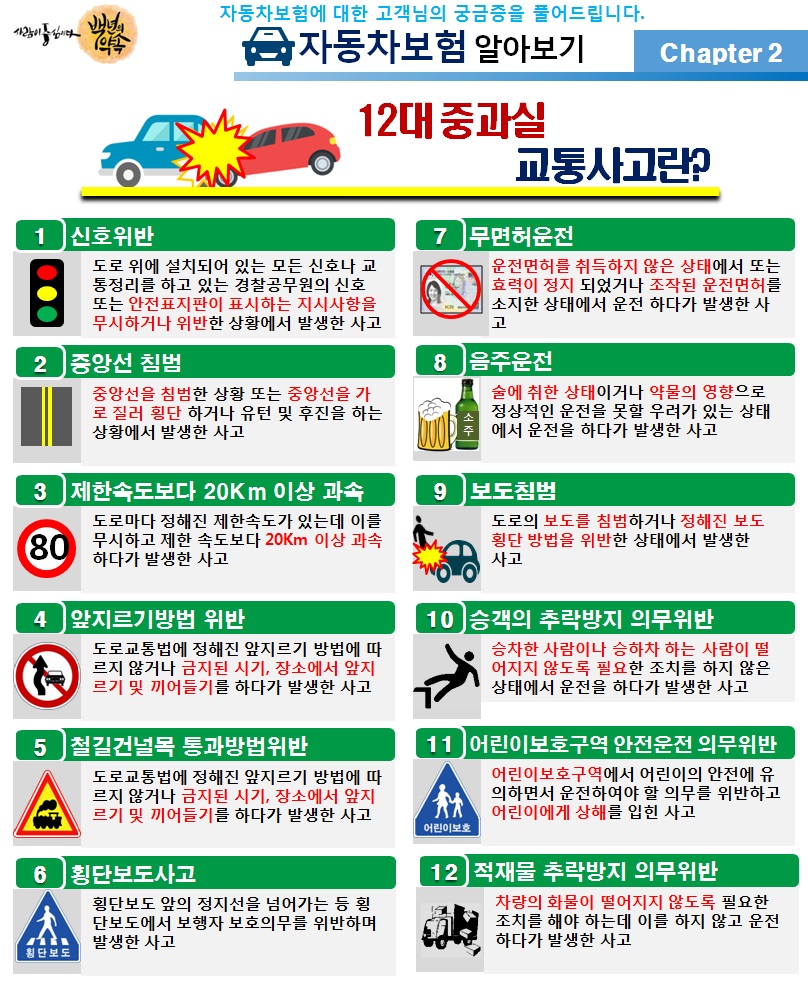 사람이 중심이다
백년의
약속
자동차보험에 대한 고객님의 궁금증을 풀어드립니다.
자동차보험 알아보기
Chapter 2
12대 중과실
교통사고란?
1 신호위반
도로 위에 설치되어 있는 모든 신호나 교
통정리를 하고 있는 경찰공무원의 신호
또는 안전표지판이 표시하는 지시사항을
무시하거나 위반한 상황에서 발생한 사고
2 중앙선 침범
중앙선을 침범한 상황 또는 중앙선을 가
로 질러 횡단 하거나 유턴 및 후진을 하는
상황에서 발생한 사고
3 제한속도보다 20Km 이상 과속
80
도로마다 정해진 제한속도가 있는데 이를
무시하고 제한 속도보다 20Km 이상 과속
하다가 발생한 사고
4 앞지르기방법 위반
도로교통법에 정해진 앞지르기 방법에 따
르지 않거나 금지된 시기, 장소에서 앞지
르기 및 끼어들기를 하다가 발생한 사고
5 철길건널목 통과방법위반
도로교통법에 정해진 앞지르기 방법에 따
르지 않거나 금지된 시기, 장소에서 앞지
르기 및 끼어들기를 하다가 발생한 사고
6 횡단보도사고
횡단보도
횡단보도 앞의 정지선을 넘어가는 등 횡
단보도에서 보행자 보호의무를 위반하며
발생한 사고
7 무면허운전
운전면허를 취득하지 않은 상태에서 또는
효력이 정지 되었거나 조작된 운전면허를
소지한 상태에서 운전 하다가 발생한 사
고
8 음주운전
소
주
술에 취한 상태이거나 약물의 영향으로
정상적인 운전을 못할 우려가 있는 상태
에서 운전을 하다가 발생한 사고
9 보도침범
도로의 보도를 침범하거나 정해진 보도
횡단 방법을 위반한 상태에서 발생한
사고
10 승객의 추락방지 의무위반
승차한 사람이나 승하차 하는 사람이 떨
어지지 않도록 필요한 조치를 하지 않은
상태에서 운전을 하다가 발생한 사고
11 어린이보호구역 안전운전 의무위반
어린이보호
어린이보호구역에서 어린이의 안전에 유
의하면서 운전하여야 할 의무를 위반하고
어린이에게 상해를 입힌 사고
12 적재물 추락방지 의무위반
차량의 화물이 떨어지지 않도록 필요한
조치를 해야 하는데 이를 하지 않고 운전
하다가 발생한 사고